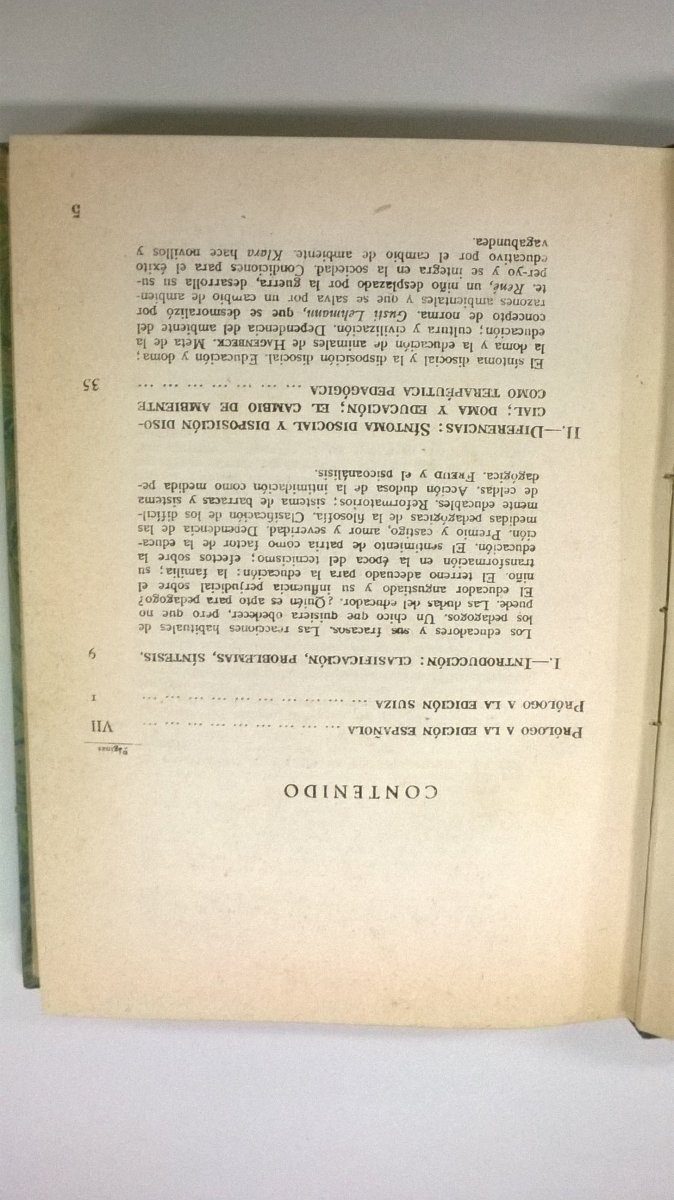 CONTENIDO
Páginas
PRÓLOGO A LA EDICIÓN ESPAÑOLA ... ... ... ... ... ... ... ... ... VII
PRÓLOGO A LA EDICIÓN SUIZA ... ... ... ... ... ... ... ... ... ... 1
I.—INTRODUCCIÓN: CLASIFICACIÓN, PROBLEMAS, SÍNTESIS. 9
Los educadores y sus fracasos. Las reacciones habituales de
los pedagogos. Un chico que quisiera obedecer, pero que no
puede. Las dudas del educador. ¿Quién es apto para pedagogo?
El educador angustiado y su influencia perjudicial sobre el
niño. El terreno adecuado para la educación: la familia; su
transformación en la época del tecnicismo; efectos sobre la
educación. El sentimiento de patria como factor de la educa-
ción. Premio y castigo, amor y severidad. Dependencia de las
medidas pedagógicas de la filosofía. Clasificación de los difícil-
mente educables. Reformatorios; sistema de barracas y sistema
de celdas. Acción dudosa de la intimidación como medida pe-
dagógica. FREUD y el psicoanálisis.
II.—DIFERENCIAS: SÍNTOMA DISOCIAL Y DISPOSICIÓN DISO-
CIAL; DOMA Y EDUCACIÓN; EL CAMBIO DE AMBIENTE
COMO TERAPÉUTICA PEDAGÓGICA ... ... ... ... ... ... ... 35
El síntoma disocial y la disposición disocial. Educación y doma;
la doma y la educación de animales de HAGENBECK. Meta de la
educación; cultura y civilización. Dependencia del ambiente del
concepto de norma. Gusti Lehmann, que se desmoralizó por
razones ambientales y que se salva por un cambio de ambien-
te. René, un niño desplazado por la guerra, desarrolla su su-
per-yo y se integra en la sociedad. Condiciones para el éxito
educativo por el cambio de ambiente. Klara hace novillos y
vagabundea.
5